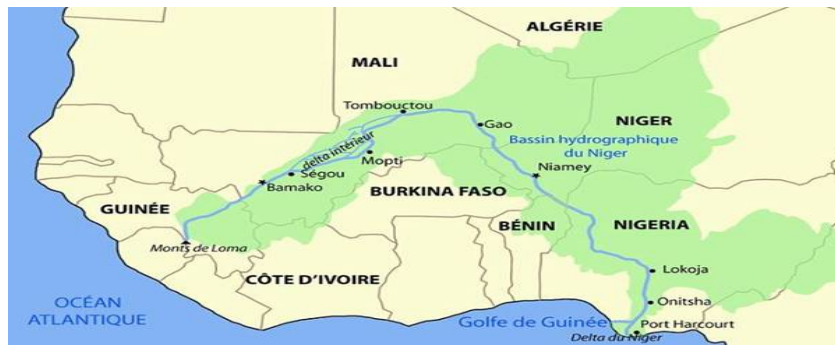 ALGÉRIE
MALI
Tombouctou
Gao
NIGER
Bassin hydrographique
du Niger
delta intérieur
Mopti
Niamey
Ségou
Bamako
BURKINA FASO
GUINÉE
BÉNIN
NIGERIA
Monts de Loma
Lokoja
CÔTE D'IVOIRE
OCÉAN
ATLANTIQUE
Onitsha
Golfe de Guinée
Port Harcourt
Delta du Niger